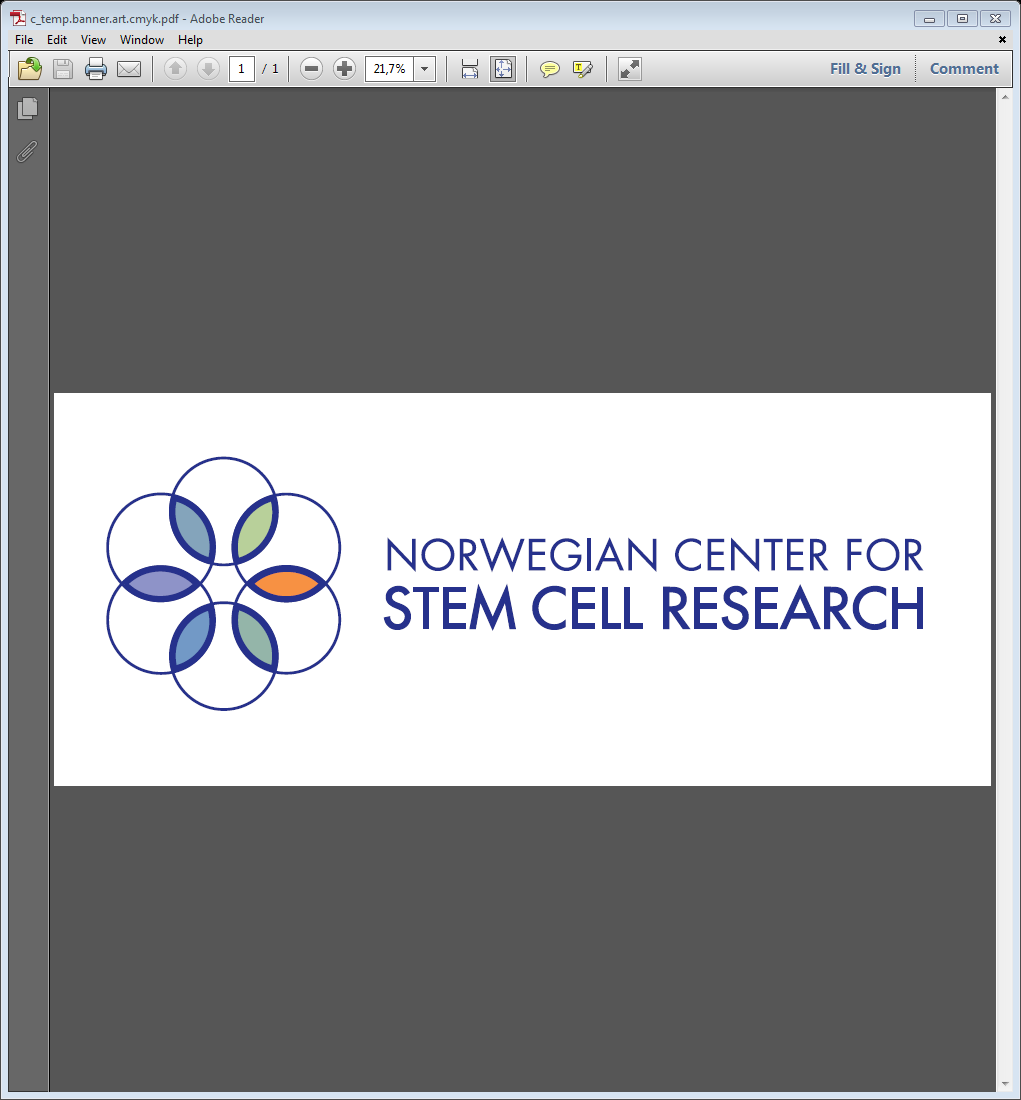 c_temp.banner.art.cmyk.pdf - Adobe Reader
File Edit View Window Help
1 / 1 21,7% Fill & Sign Comment
NORWEGIAN CENTER FOR
STEM CELL RESEARCH